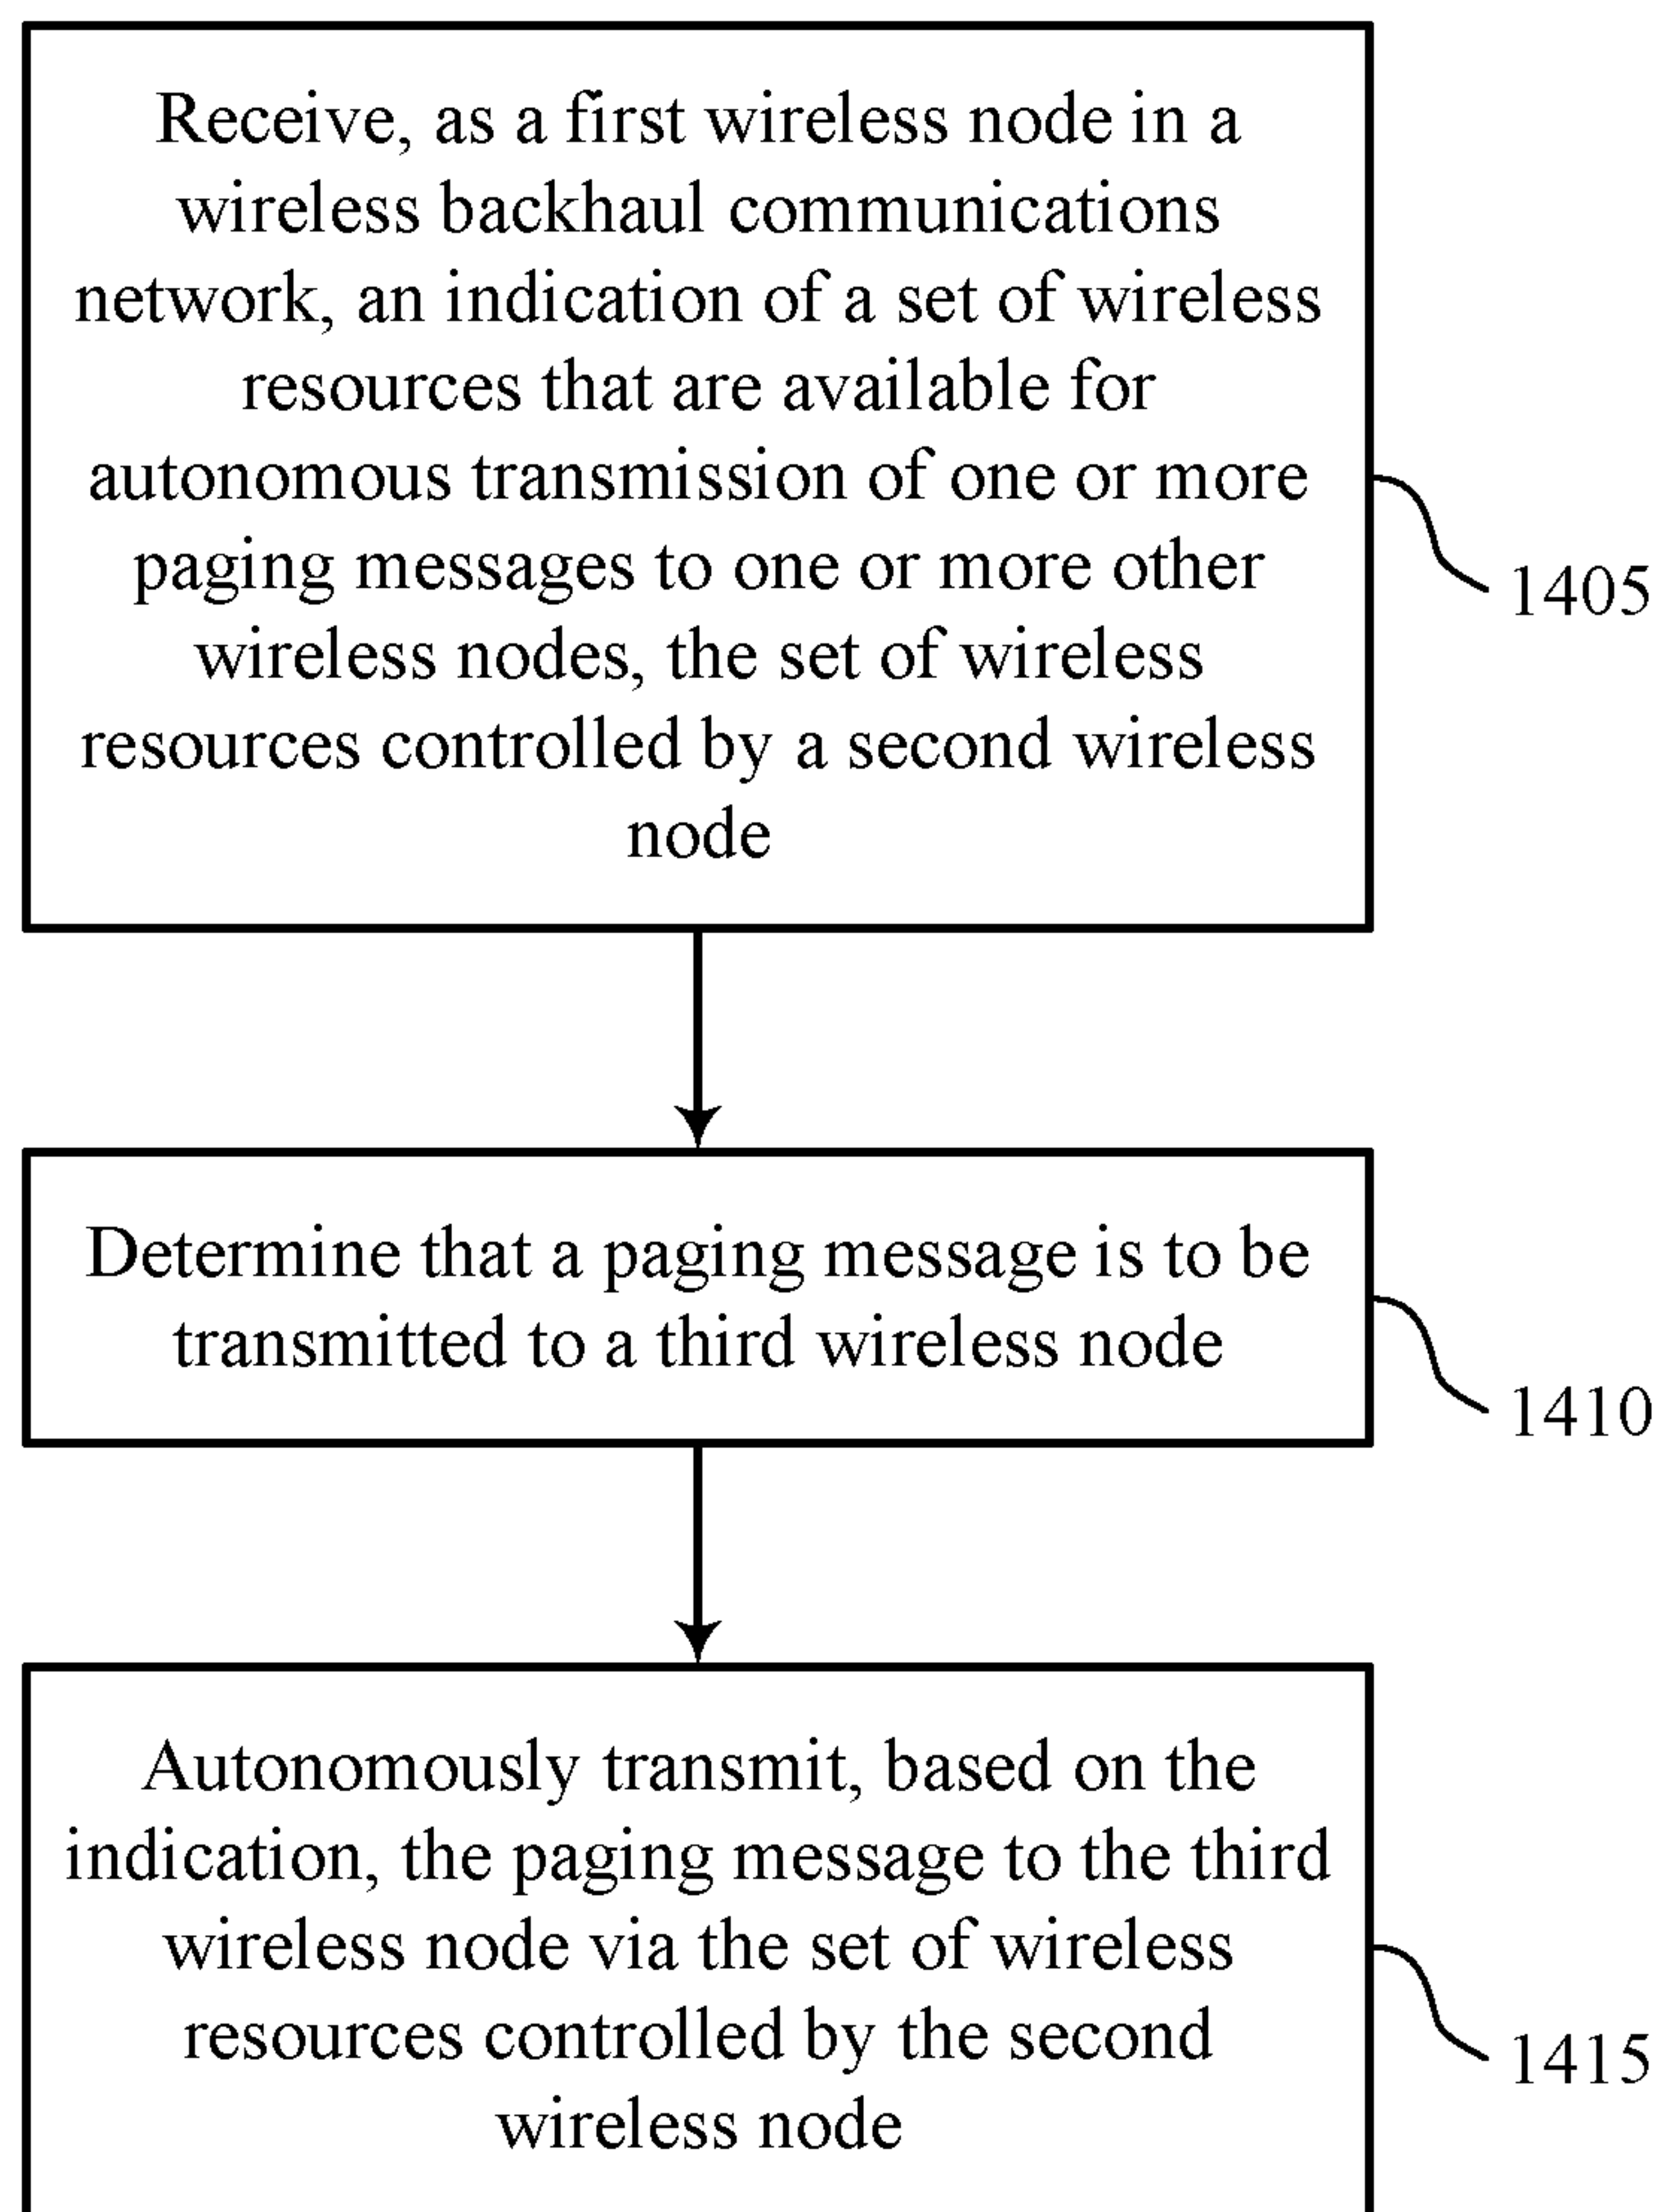 Receive, as a first wireless node in a
wireless backhaul communications
network, an indication of a set of wireless
resources that are available for
autonomous transmission of one or more
paging messages to one or more other
wireless nodes, the set of wireless
resources controlled by a second wireless
node
1405
Determine that a paging message is to be
transmitted to a third wireless node
1410
Autonomously transmit, based on the
indication, the paging message to the third
wireless node via the set of wireless
resources controlled by the second
wireless node
1415